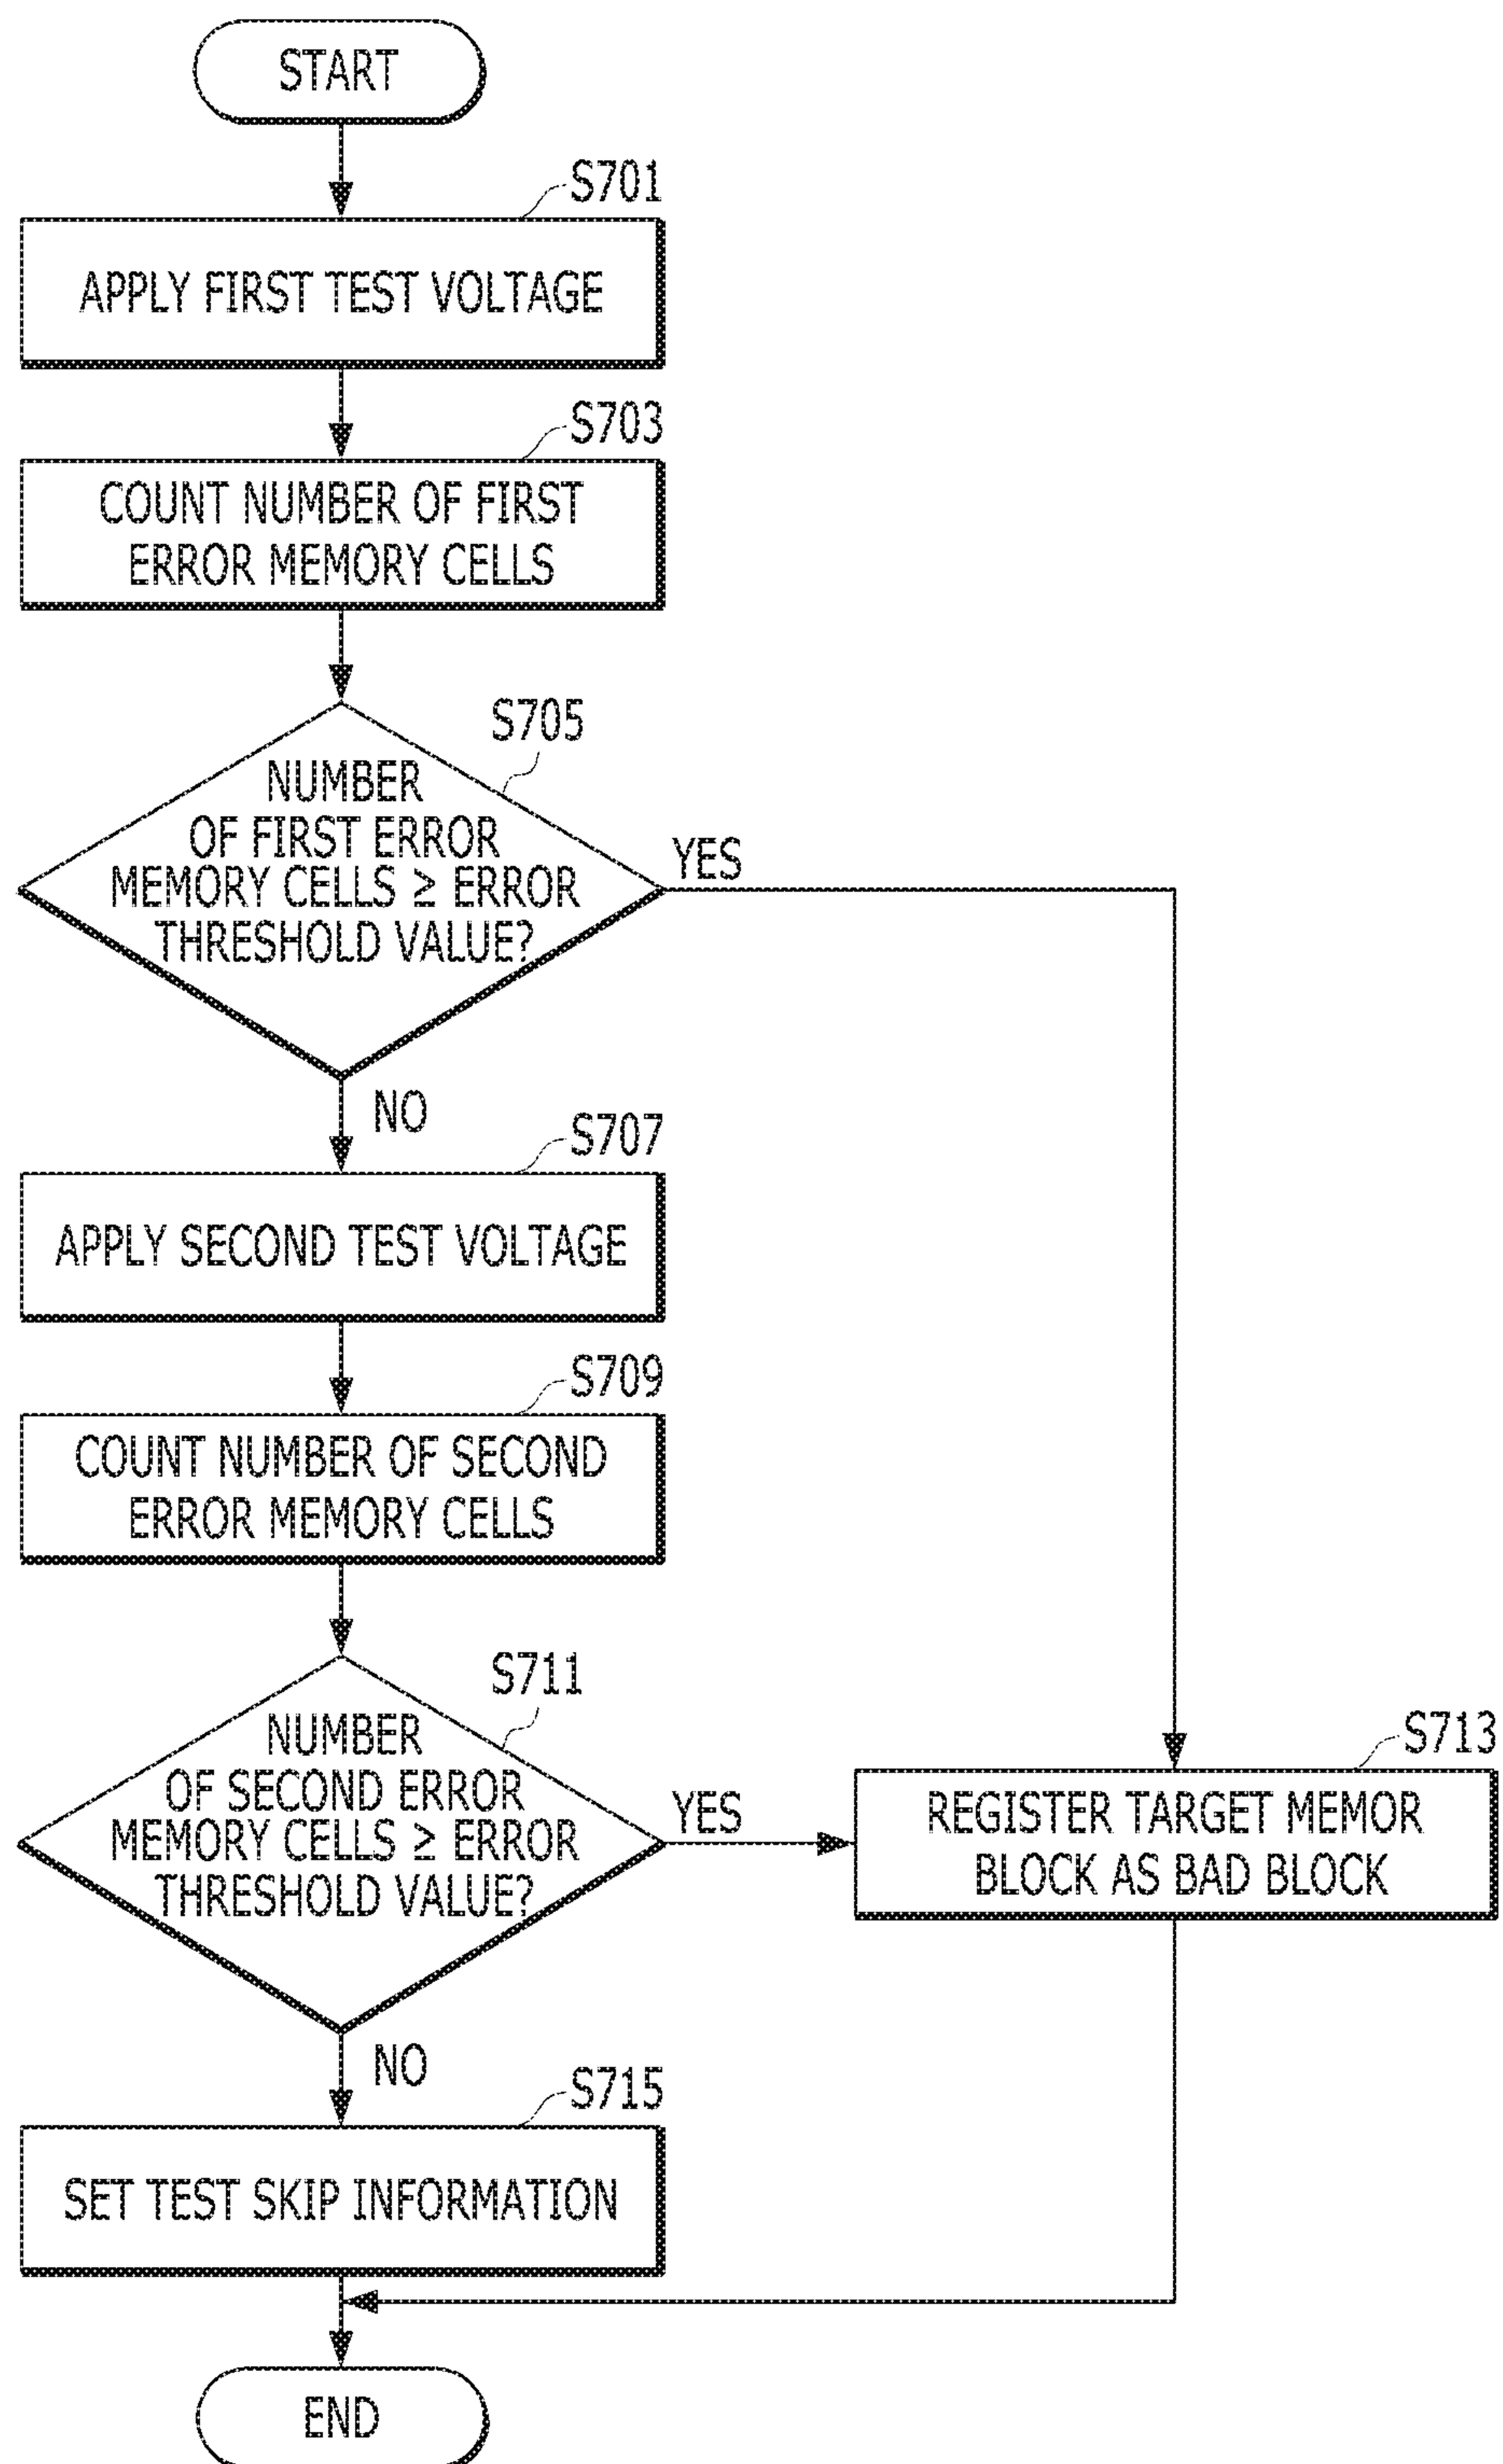 START
S701
APPLY FIRST TEST VOLTAGE
S703
COUNT NUMBER OF FIRST
ERROR MEMORY CELLS
S705
NUMBER
OF FIRST ERROR
MEMORY CELLS ≥ ERROR
THRESHOLD VALUE?
YES
NO
S707
APPLY SECOND TEST VOLTAGE
S709
COUNT NUMBER OF SECOND
ERROR MEMORY CELLS
S711
NUMBER
OF SECOND ERROR
MEMORY CELLS ≥ ERROR
THRESHOLD VALUE?
YES
S713
REGISTER TARGET MEMOR
BLOCK AS BAD BLOCK
NO
S715
SET TEST SKIP INFORMATION
END